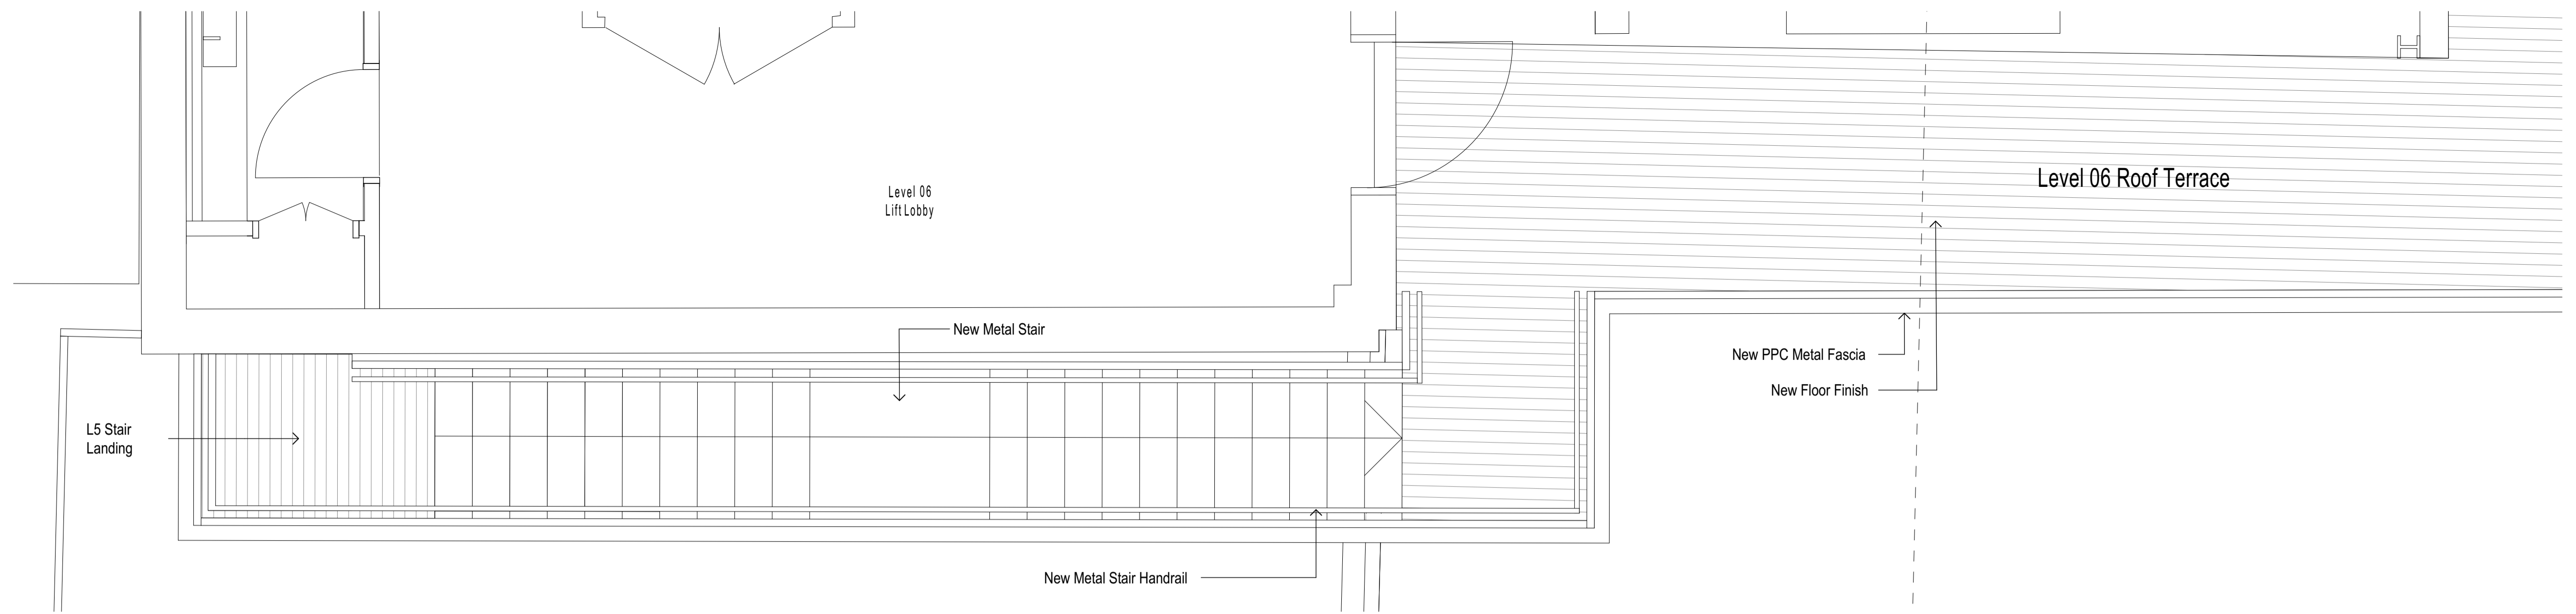 Level 06
Lift Lobby
Level 06 Roof Terrace
New Metal Stair
New PPC Metal Fascia
New Floor Finish
L5 Stair
Landing
New Metal Stair Handrail